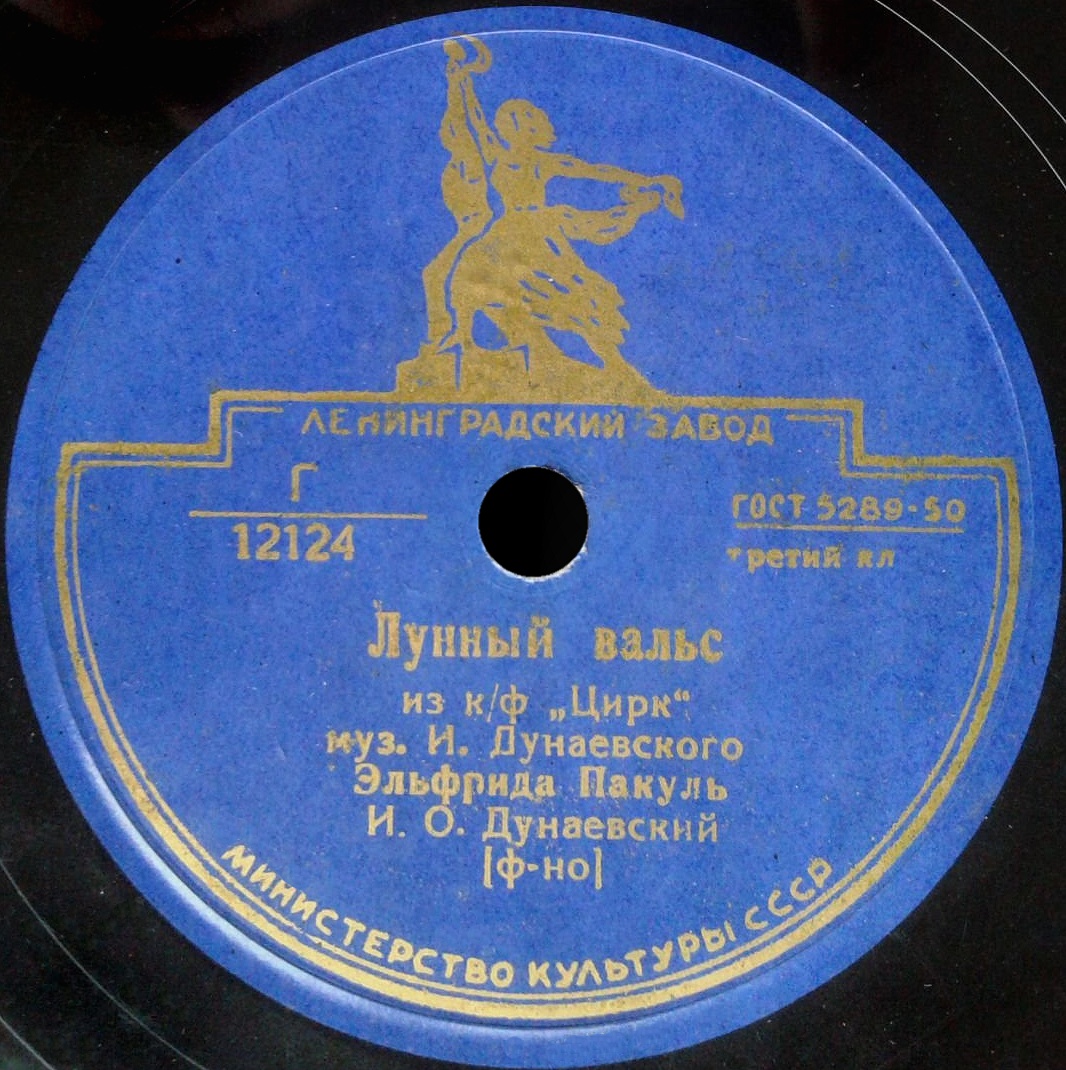 ЛЕНИНГРАДСКИЙ ЗАВОД
Г
12124
ГОСТ 5289-50
третий кл
Лунный вальс
из к/ф „Цирк“
муз. И. Дунаевского
Эльфрида Пакуль
И. О. Дунаевский
[ф-но]
МИНИСТЕРСТВО КУЛЬТУРЫ СССР